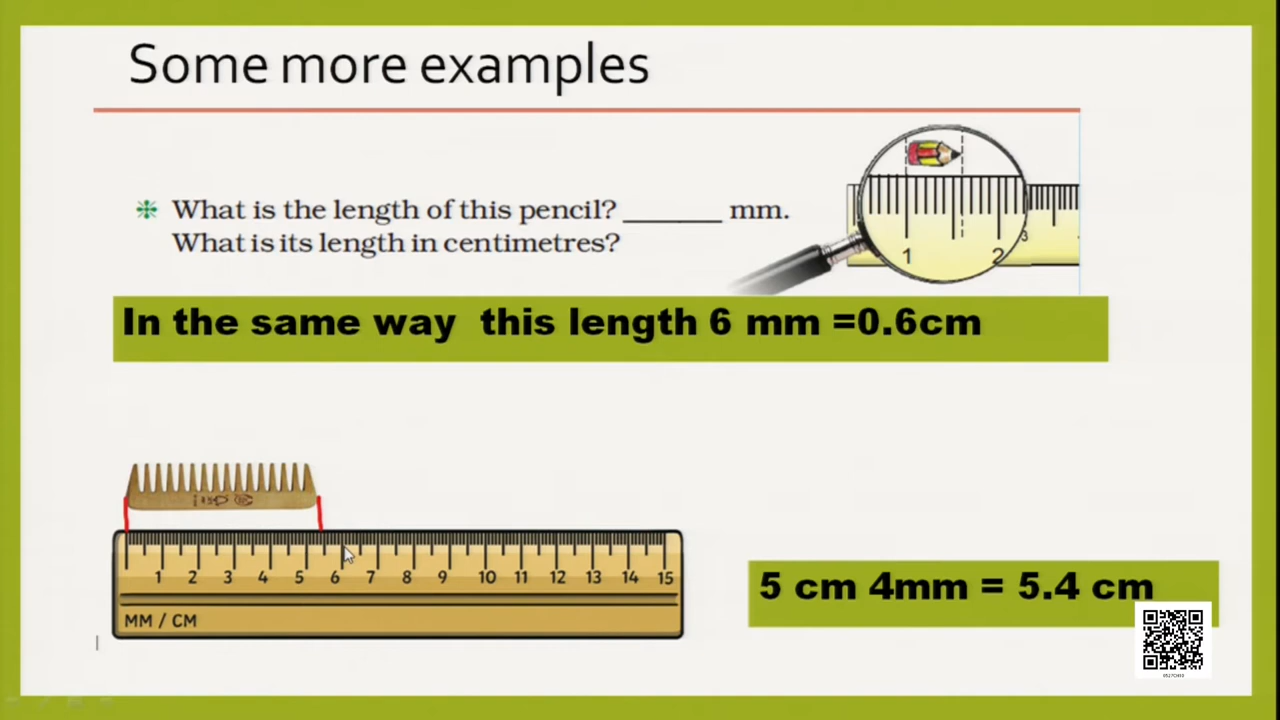 Some more examples
What is the length of this pencil? ______ mm.
What is its length in centimetres?
1 2 3
In the same way this length 6 mm =0.6cm
1 2 3 4 5 6 7 8 9 10 11 12 13 14 15
MM / CM
5 cm 4mm = 5.4 cm